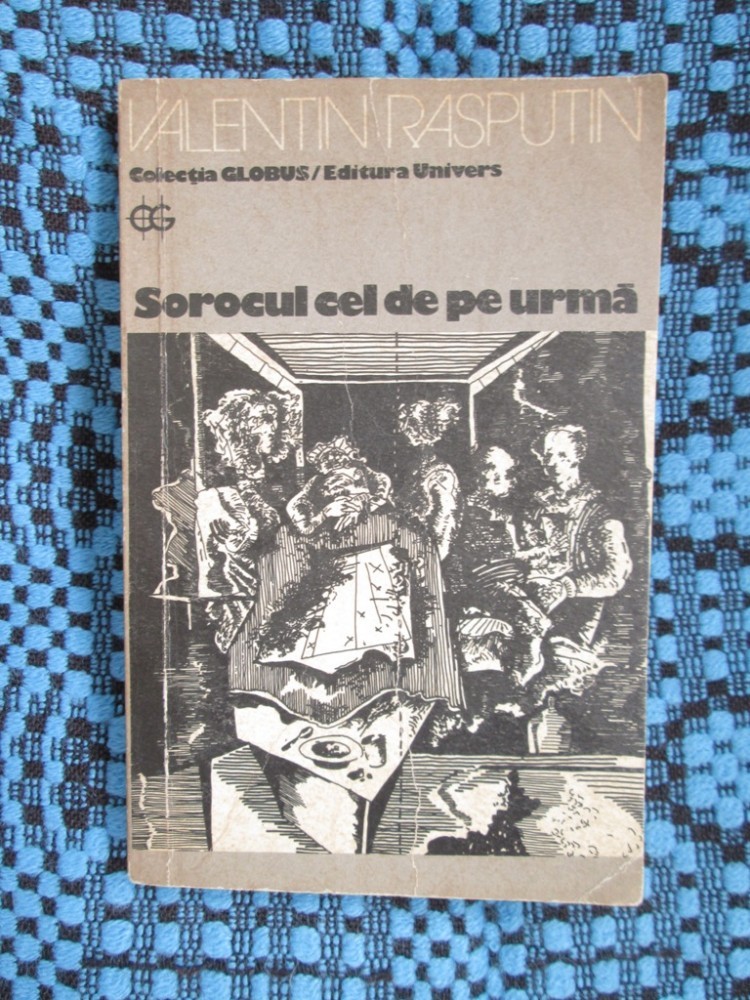 VALENTIN RASPUTIN
Colecția GLOBUS/Editura Univers
CG
Sorocul cel de pe urmă